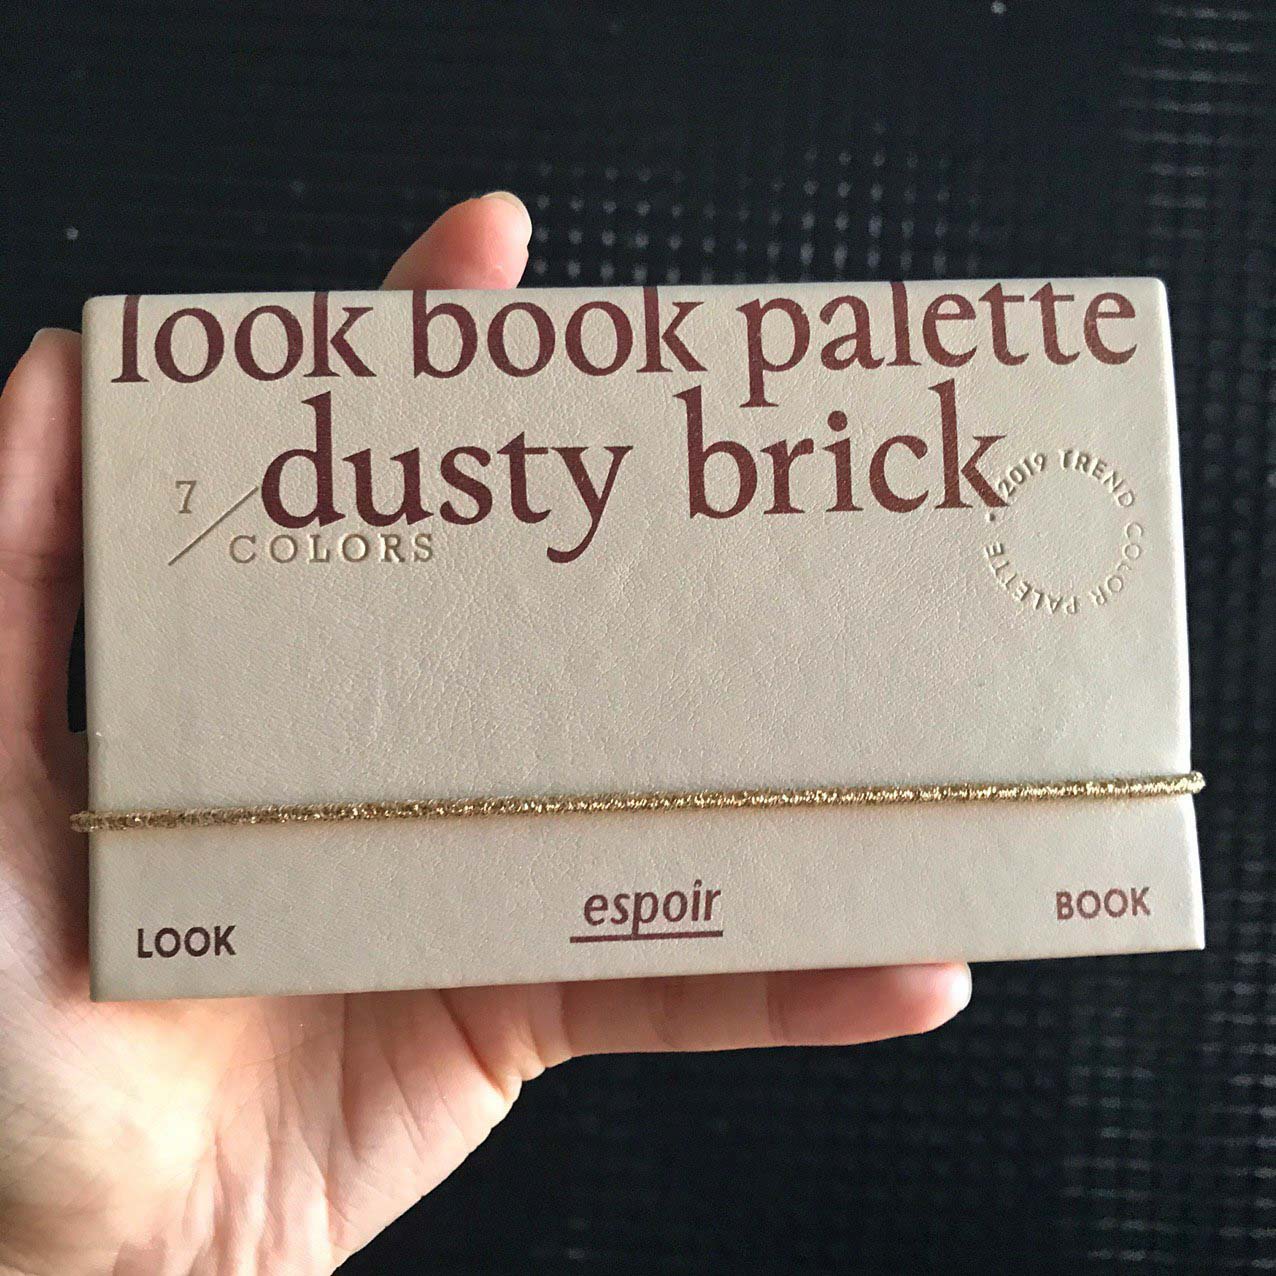 look book palette
dusty brick
7 / COLORS
• 2019 TREND COLOR PALETTE
LOOK
espoir
BOOK